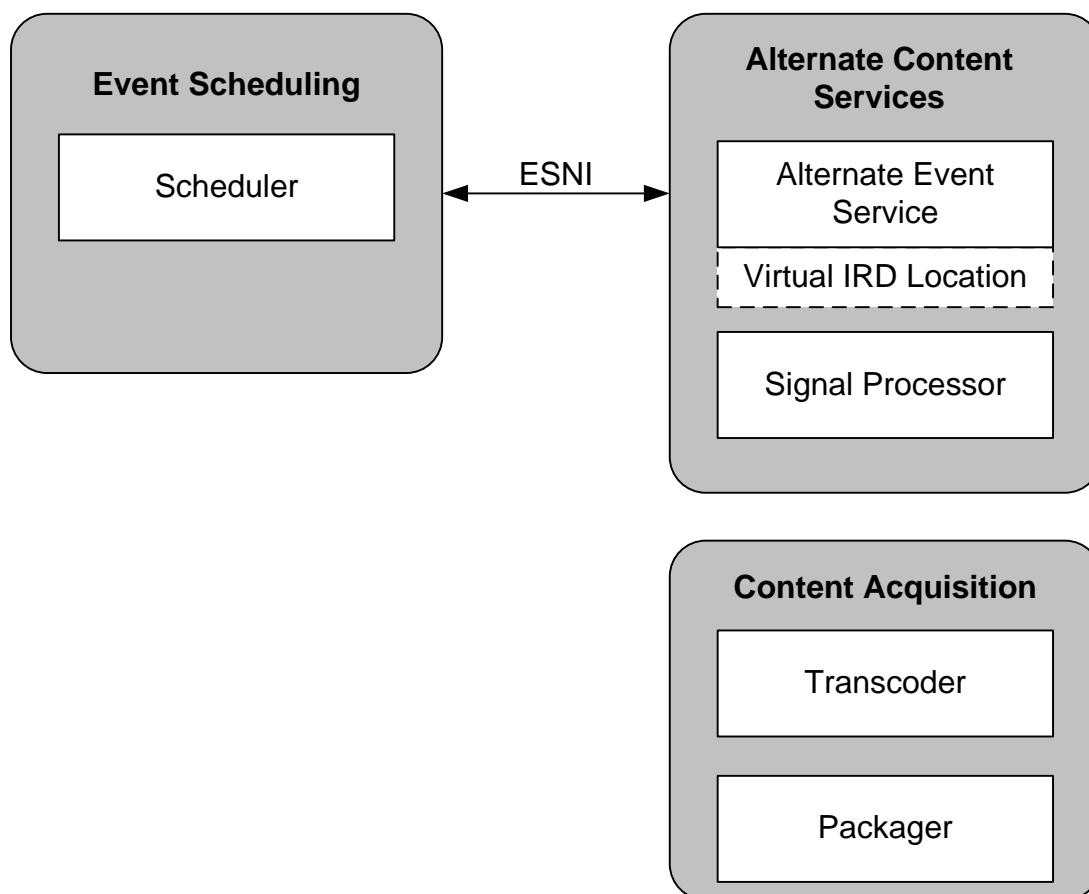 Event Scheduling
Scheduler
ESNI
Alternate Content
Services
Alternate Event
Service
Virtual IRD Location
Signal Processor
Content Acquisition
Transcoder
Packager